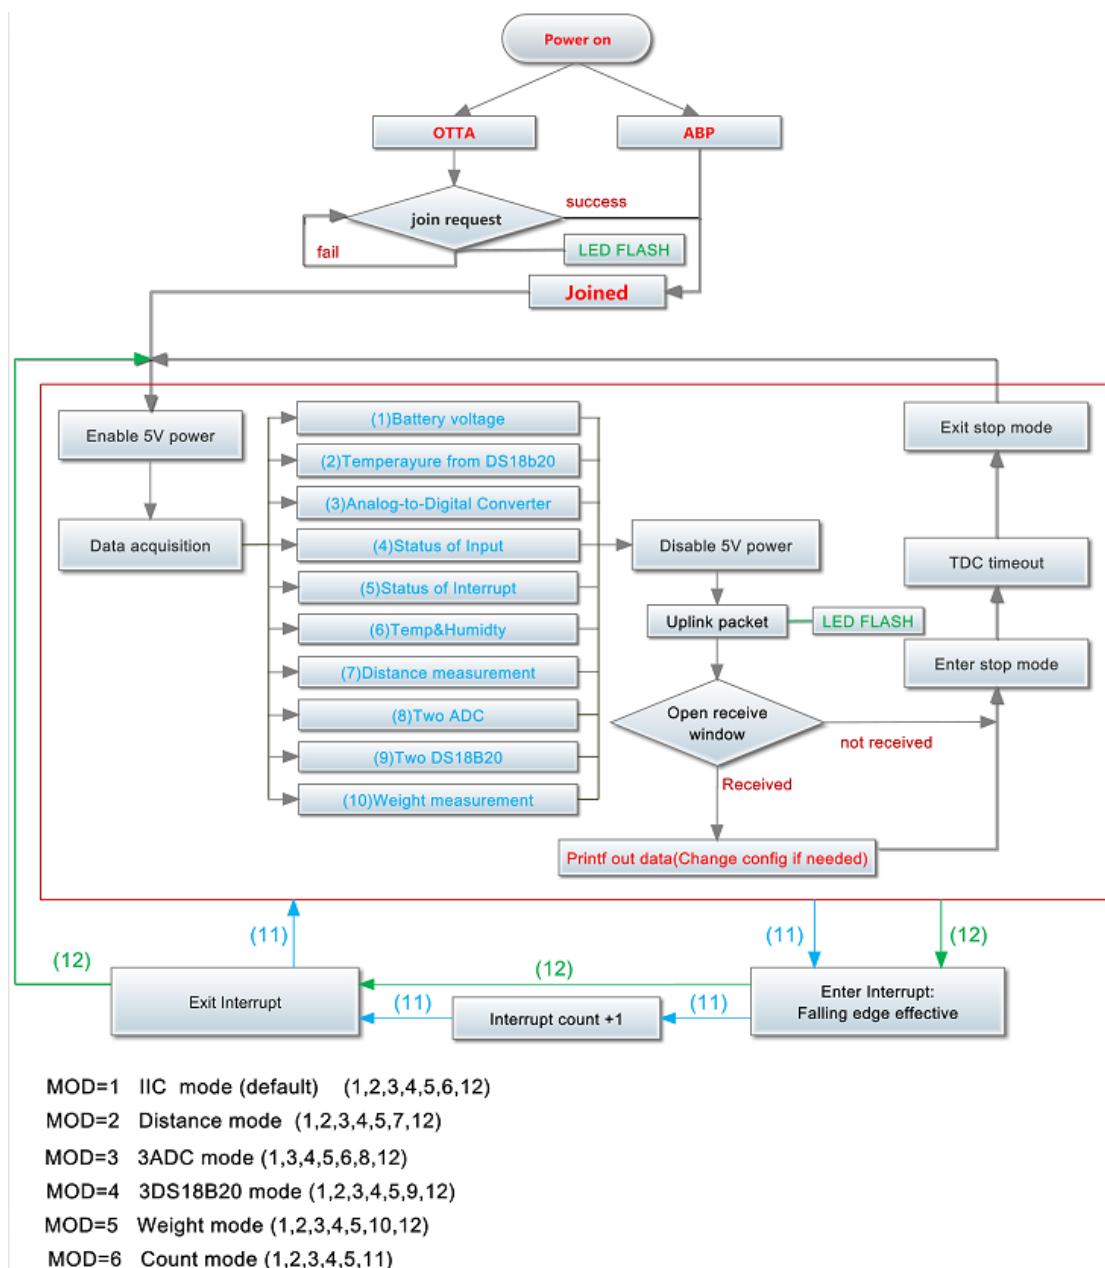 Power on
OTTA
ABP
join request
success
fail
LED FLASH
Joined
Enable 5V power
Data acquisition
(1)Battery voltage
(2)Temperayure from DS18b20
(3)Analog-to-Digital Converter
(4)Status of Input
(5)Status of Interrupt
(6)Temp&Humidty
(7)Distance measurement
(8)Two ADC
(9)Two DS18B20
(10)Weight measurement
Disable 5V power
Uplink packet
LED FLASH
Open receive
window
not received
Received
Printf out data(Change config if needed)
Exit stop mode
TDC timeout
Enter stop mode
(11)
(11)
(12)
(12)
Exit Interrupt
(12)
(11)
Interrupt count +1
(11)
Enter Interrupt:
Falling edge effective
MOD=1 IIC mode (default) (1,2,3,4,5,6,12)
MOD=2 Distance mode (1,2,3,4,5,7,12)
MOD=3 3ADC mode (1,3,4,5,6,8,12)
MOD=4 3DS18B20 mode (1,2,3,4,5,9,12)
MOD=5 Weight mode (1,2,3,4,5,10,12)
MOD=6 Count mode (1,2,3,4,5,11)